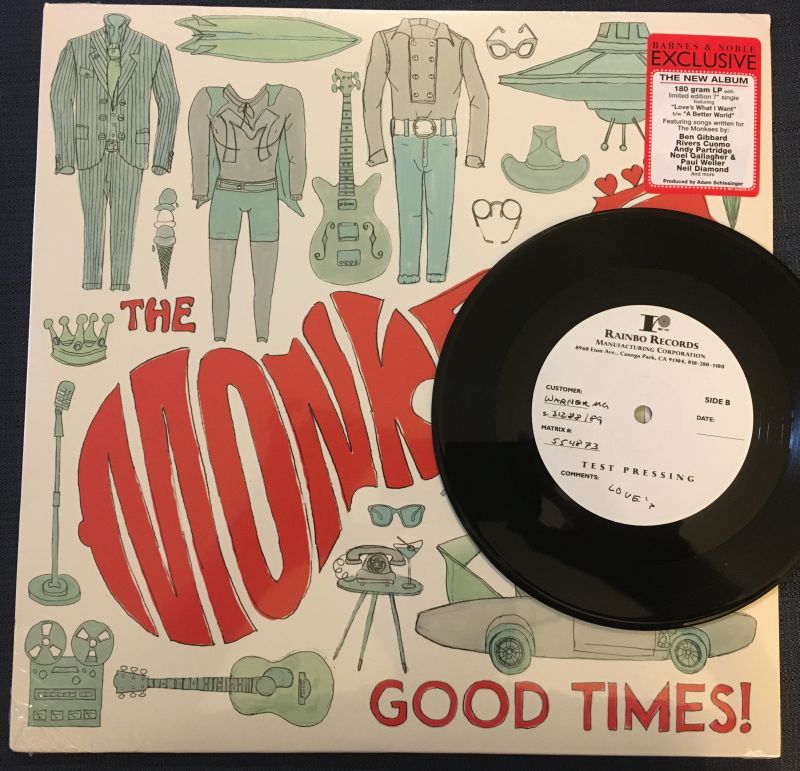 BARNES & NOBLE
EXCLUSIVE
THE NEW ALBUM
180 gram LP with
limited edition 7" single
featuring
"Love's What I Want"
b/w "A Better World"
Featuring songs written for
The Monkees by:
Ben Gibbard
Rivers Cuomo
Andy Partridge
Noel Gallagher &
Paul Weller
Neil Diamond
And more
Produced by Adam Schlesinger
THE
MONKE
GOOD TIMES!
RAINBO RECORDS
MANUFACTURING CORPORATION
8960 Eton Ave., Canoga Park, CA 91304, 818-280-1100
CUSTOMER:
WARNER MG
SIDE B
S. 31288/89
DATE:
MATRIX #:
554873
TEST PRESSING
COMMENTS:
LOVE's